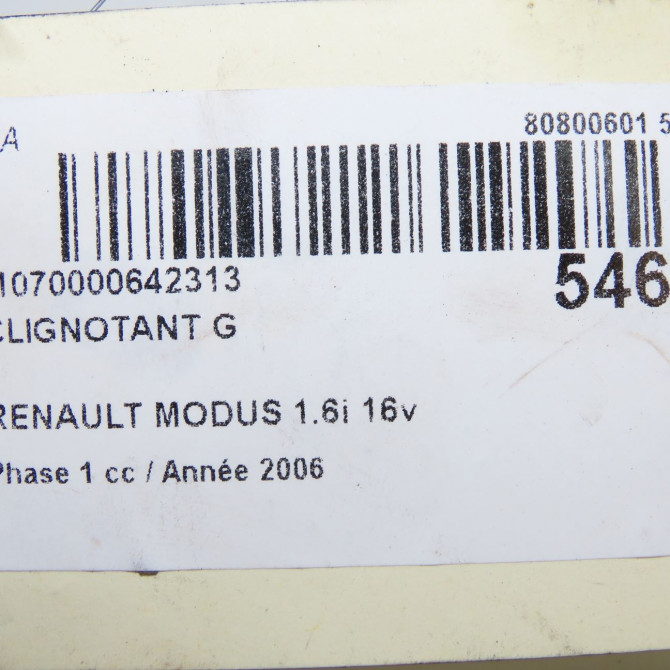 A
80800601 5
1070000642313
546
CLIGNOTANT G
RENAULT MODUS 1.6i 16v
Phase 1 cc / Année 2006